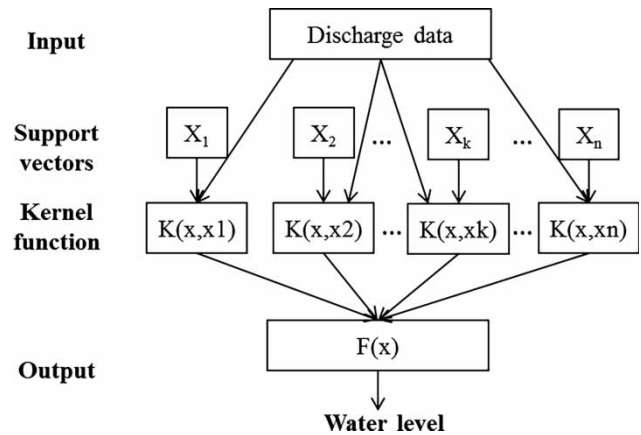 Input
Discharge data
Support
vectors
X₁ X₂ ... Xₖ ... Xₙ
Kernel
function
K(x,x1) K(x,x2) ... K(x,xk) ... K(x,xn)
F(x)
Output
Water level